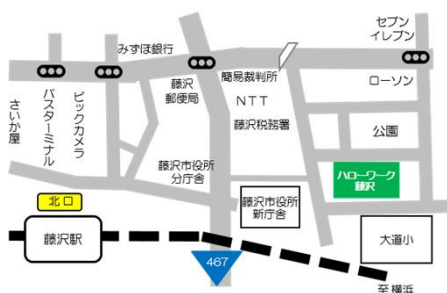 セブン
イレブン
みずほ銀行
藤沢
郵便局
簡易裁判所
NTT
藤沢税務署
ローソン
さいか屋
バスターミナル
ビックカメラ
公園
藤沢市役所
分庁舎
ハローワーク
藤沢
北口
藤沢市役所
新庁舎
藤沢駅
大道小
467
至横浜